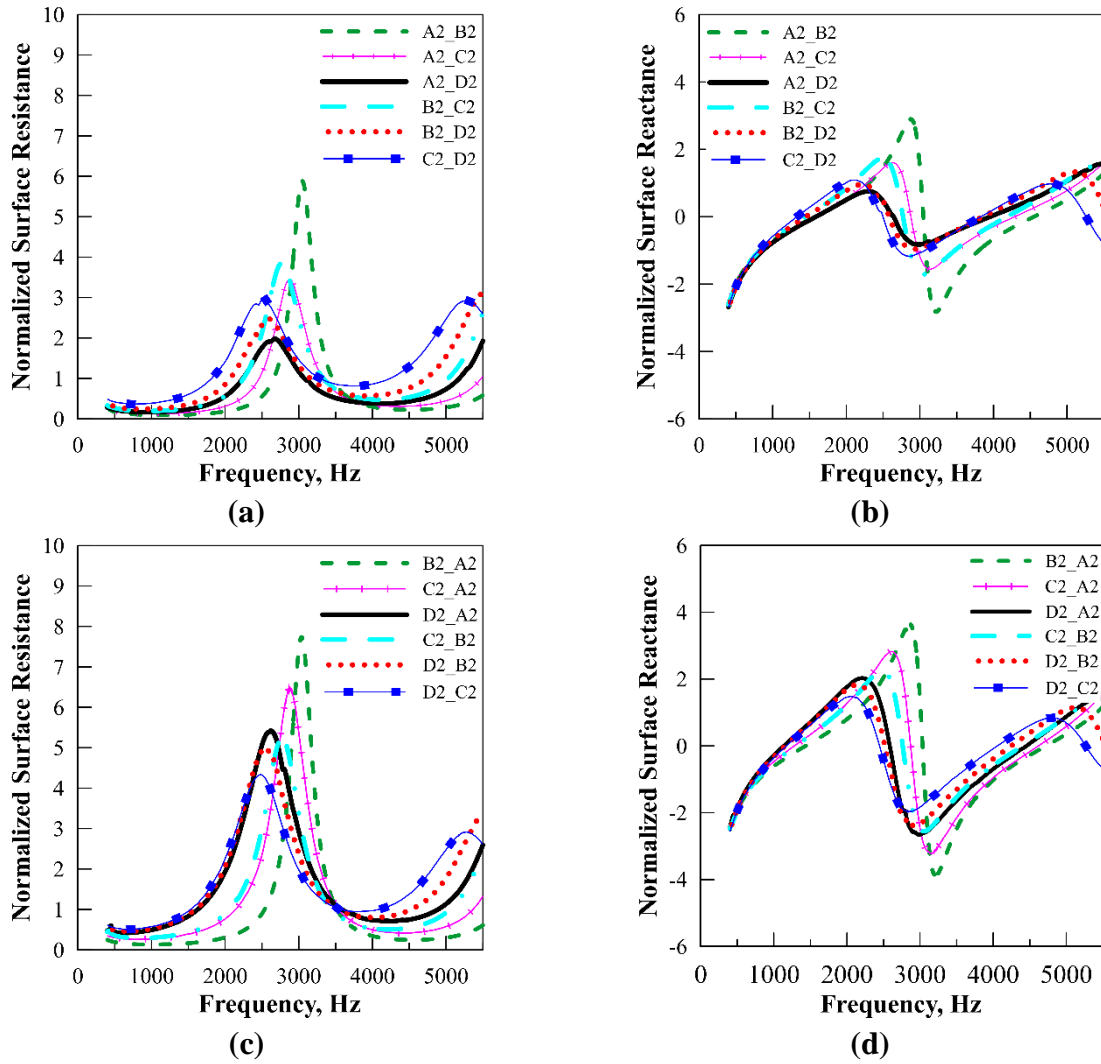 10
9
8
7
6
5
4
3
2
1
0
Normalized Surface Resistance
A2_B2
A2_C2
A2_D2
B2_C2
B2_D2
C2_D2
0 1000 2000 3000 4000 5000
Frequency, Hz
(a)
6
4
2
0
-2
-4
-6
Normalized Surface Reactance
A2_B2
A2_C2
A2_D2
B2_C2
B2_D2
C2_D2
0 1000 2000 3000 4000 5000
Frequency, Hz
(b)
10
9
8
7
6
5
4
3
2
1
0
Normalized Surface Resistance
B2_A2
C2_A2
D2_A2
C2_B2
D2_B2
D2_C2
0 1000 2000 3000 4000 5000
Frequency, Hz
(c)
6
4
2
0
-2
-4
-6
Normalized Surface Reactance
B2_A2
C2_A2
D2_A2
C2_B2
D2_B2
D2_C2
0 1000 2000 3000 4000 5000
Frequency, Hz
(d)